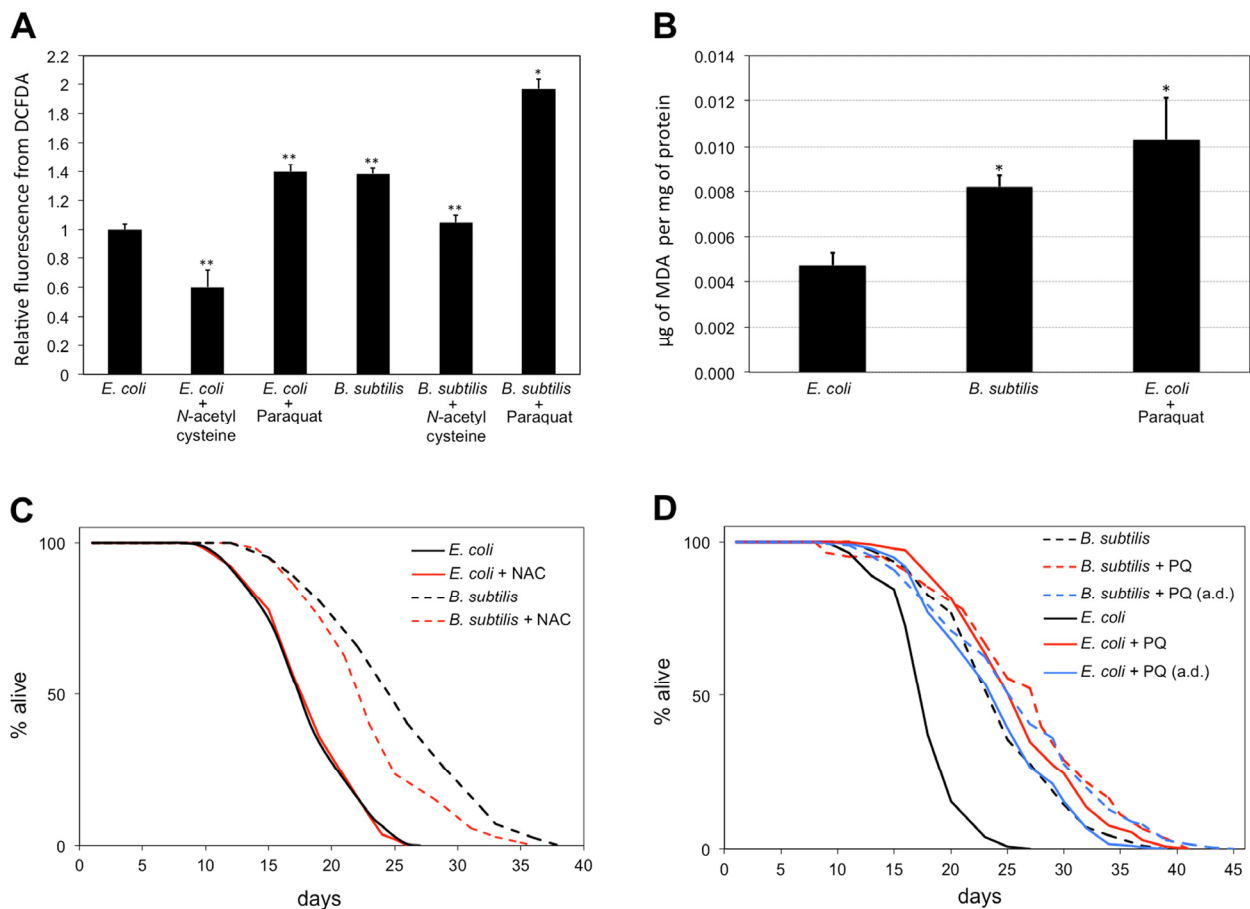 A
Relative fluorescence from DCFDA
2.2
2
1.8
1.6
1.4
1.2
1
0.8
0.6
0.4
0.2
0
**
**
**
**
*
E. coli
E. coli
+
N-acetyl
cysteine
E. coli
+
Paraquat
B. subtilis
B. subtilis
+
N-acetyl
cysteine
B. subtilis
+
Paraquat
B
µg of MDA per mg of protein
0.014
0.012
0.010
0.008
0.006
0.004
0.002
0.000
*
*
E. coli
B. subtilis
E. coli
+
Paraquat
C
% alive
100
50
0
E. coli
E. coli + NAC
B. subtilis
B. subtilis + NAC
0 5 10 15 20 25 30 35 40
days
D
% alive
100
50
0
B. subtilis
B. subtilis + PQ
B. subtilis + PQ (a.d.)
E. coli
E. coli + PQ
E. coli + PQ (a.d.)
0 5 10 15 20 25 30 35 40 45
days